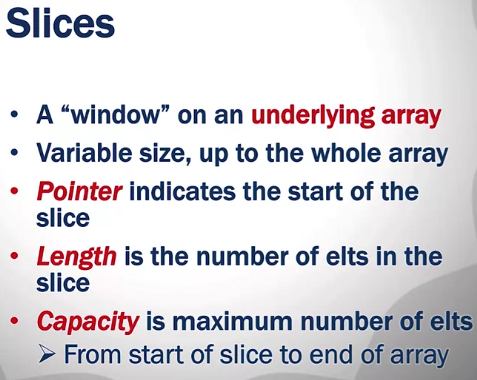 Slices
• A “window” on an underlying array
• Variable size, up to the whole array
• Pointer indicates the start of the
slice
• Length is the number of elts in the
slice
• Capacity is maximum number of elts
➢ From start of slice to end of array